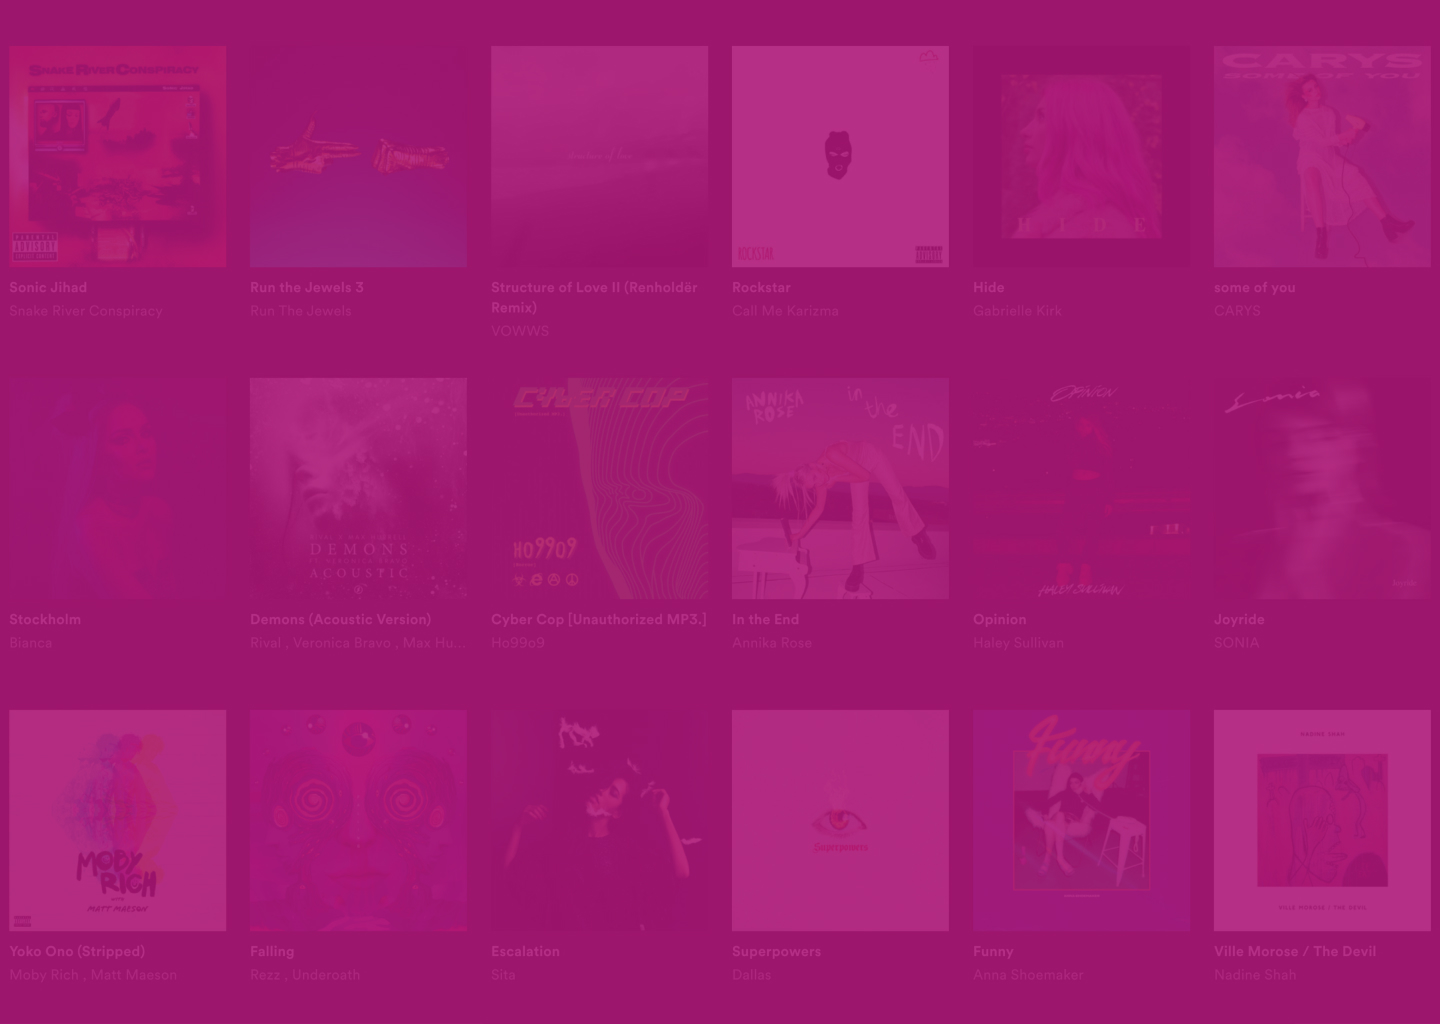 SNAKE RIVER CONSPIRACY
CARYS
SOME OF YOU
structure of love
HIDE
ROCKSTAR
Sonic Jihad
Run the Jewels 3
Structure of Love II (Renholdër
Remix)
Rockstar
Hide
some of you
Snake River Conspiracy
Run The Jewels
VOWWS
Call Me Karizma
Gabrielle Kirk
CARYS
CYBER COP
ANNIKA
ROSE
in
the
END
OPINION
Sonia
DEMONS
ACOUSTIC
HO99O9
HALEY SULLIVAN
Stockholm
Demons (Acoustic Version)
Cyber Cop [Unauthorized MP3.]
In the End
Opinion
Joyride
Bianca
Rival , Veronica Bravo , Max Hu...
Ho99o9
Annika Rose
Haley Sullivan
SONIA
Funny
NADINE SHAH
MOBY
RICH
WITH
MATT MAESON
Superpowers
VILLE MOROSE / THE DEVIL
Yoko Ono (Stripped)
Falling
Escalation
Superpowers
Funny
Ville Morose / The Devil
Moby Rich , Matt Maeson
Rezz , Underoath
Sita
Dallas
Anna Shoemaker
Nadine Shah